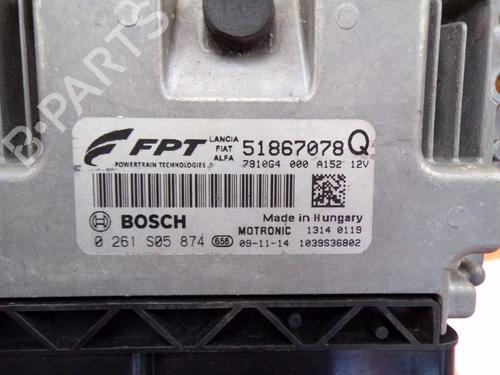 B-PARTS
FPT
POWERTRAIN TECHNOLOGIES
LANCIA
FIAT
ALFA
51867078 Q
7910G4 000 A152 12V
BOSCH
Made in Hungary
MOTRONIC 1314 0119
0 261 S05 874 658 09-11-14 1039S36802